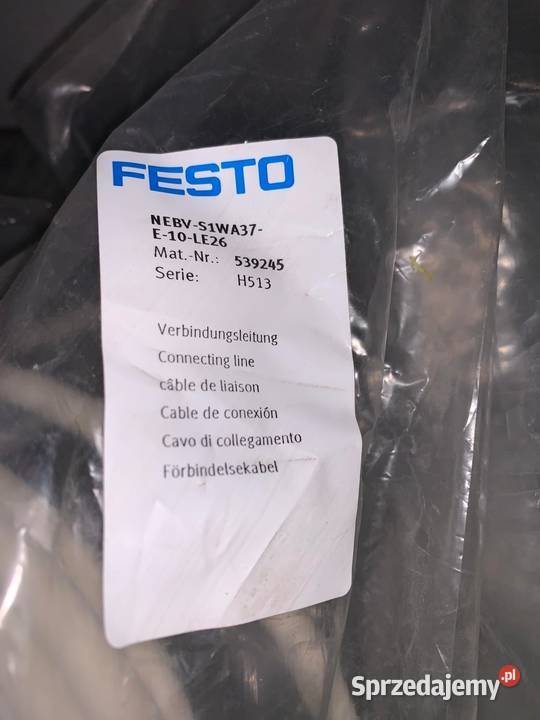 FESTO
NEBV-S1WA37-
E-10-LE26
Mat.-Nr.: 539245
Serie: H513
Verbindungsleitung
Connecting line
câble de liaison
Cable de conexión
Cavo di collegamento
Förbindelsekabel
Sprzedajemy.pl